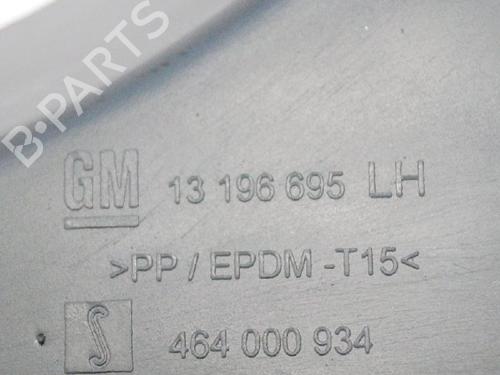 B-PARTS
GM 13 196 695 LH
>PP / EPDM -T15<
S 464 000 934